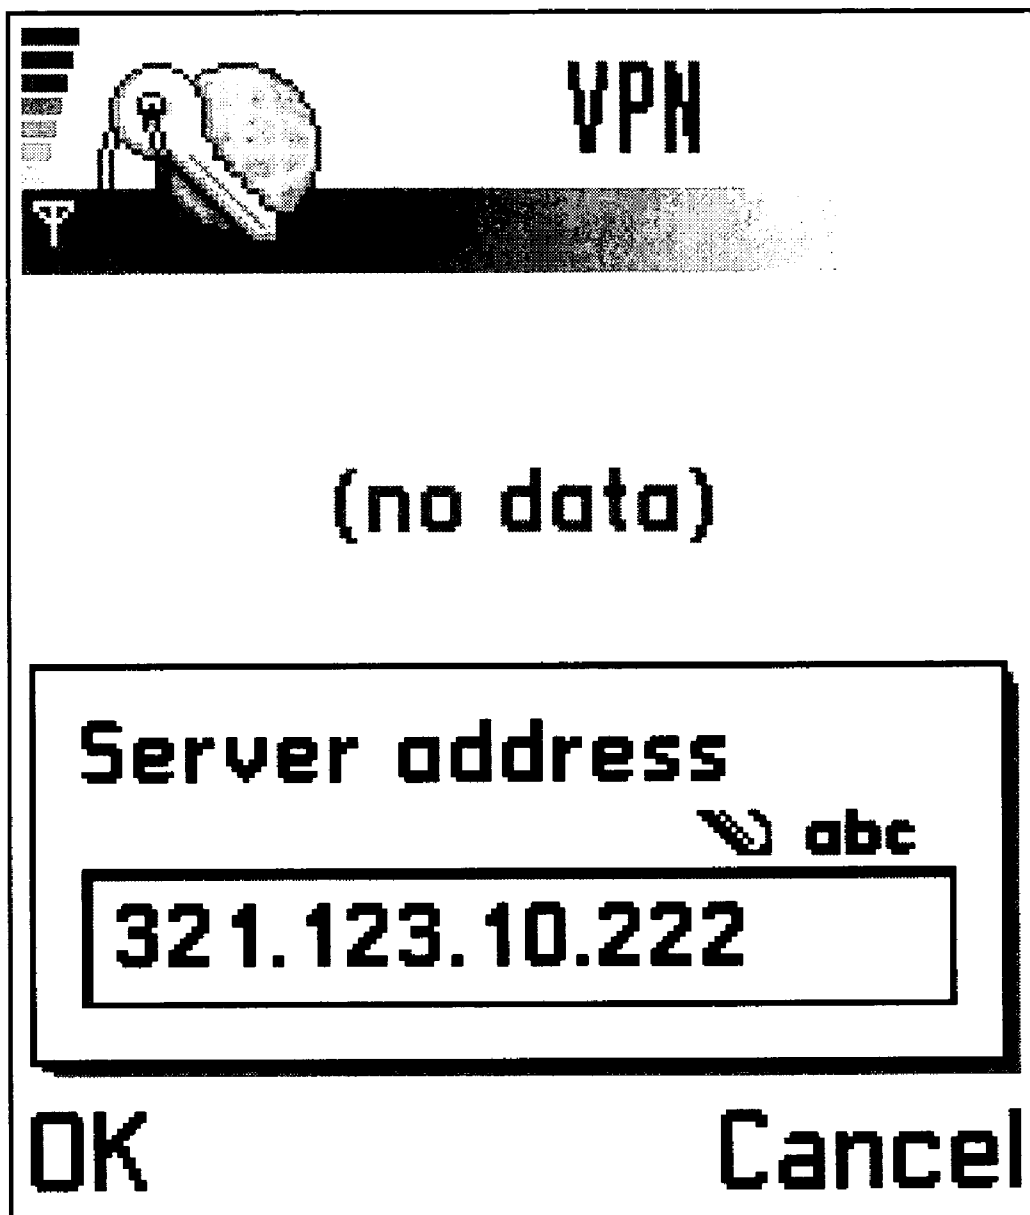 VPN
(no data)
Server address
abc
321.123.10.222
OK
Cancel